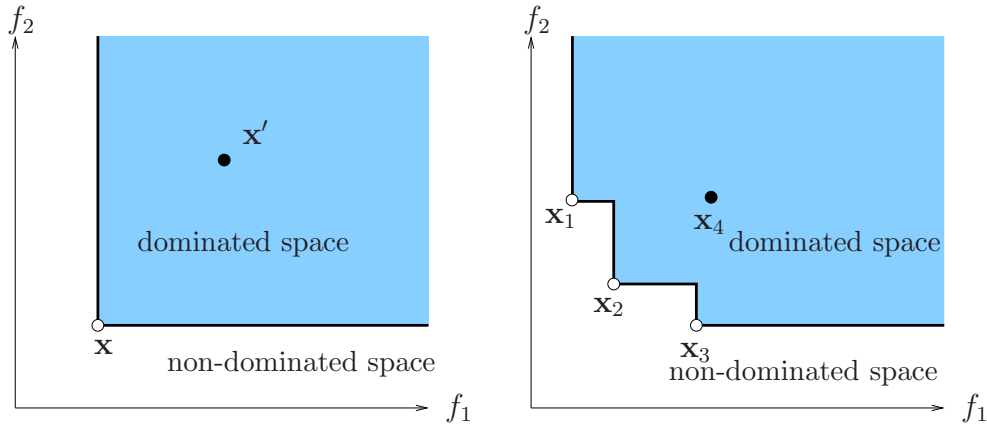 f₂
x′
dominated space
x
non-dominated space
f₁
f₂
x₁
x₄
dominated space
x₂
x₃
non-dominated space
f₁